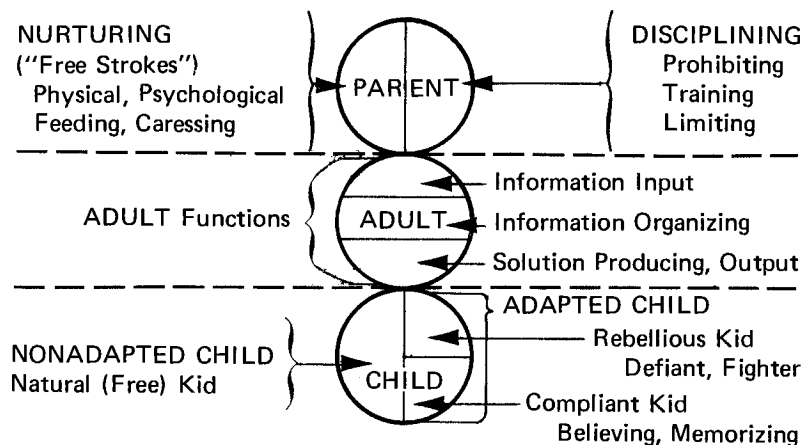 NURTURING
("Free Strokes")
Physical, Psychological
Feeding, Caressing
PARENT
DISCIPLINING
Prohibiting
Training
Limiting
ADULT Functions
ADULT
Information Input
Information Organizing
Solution Producing, Output
NONADAPTED CHILD
Natural (Free) Kid
CHILD
ADAPTED CHILD
Rebellious Kid
Defiant, Fighter
Compliant Kid
Believing, Memorizing